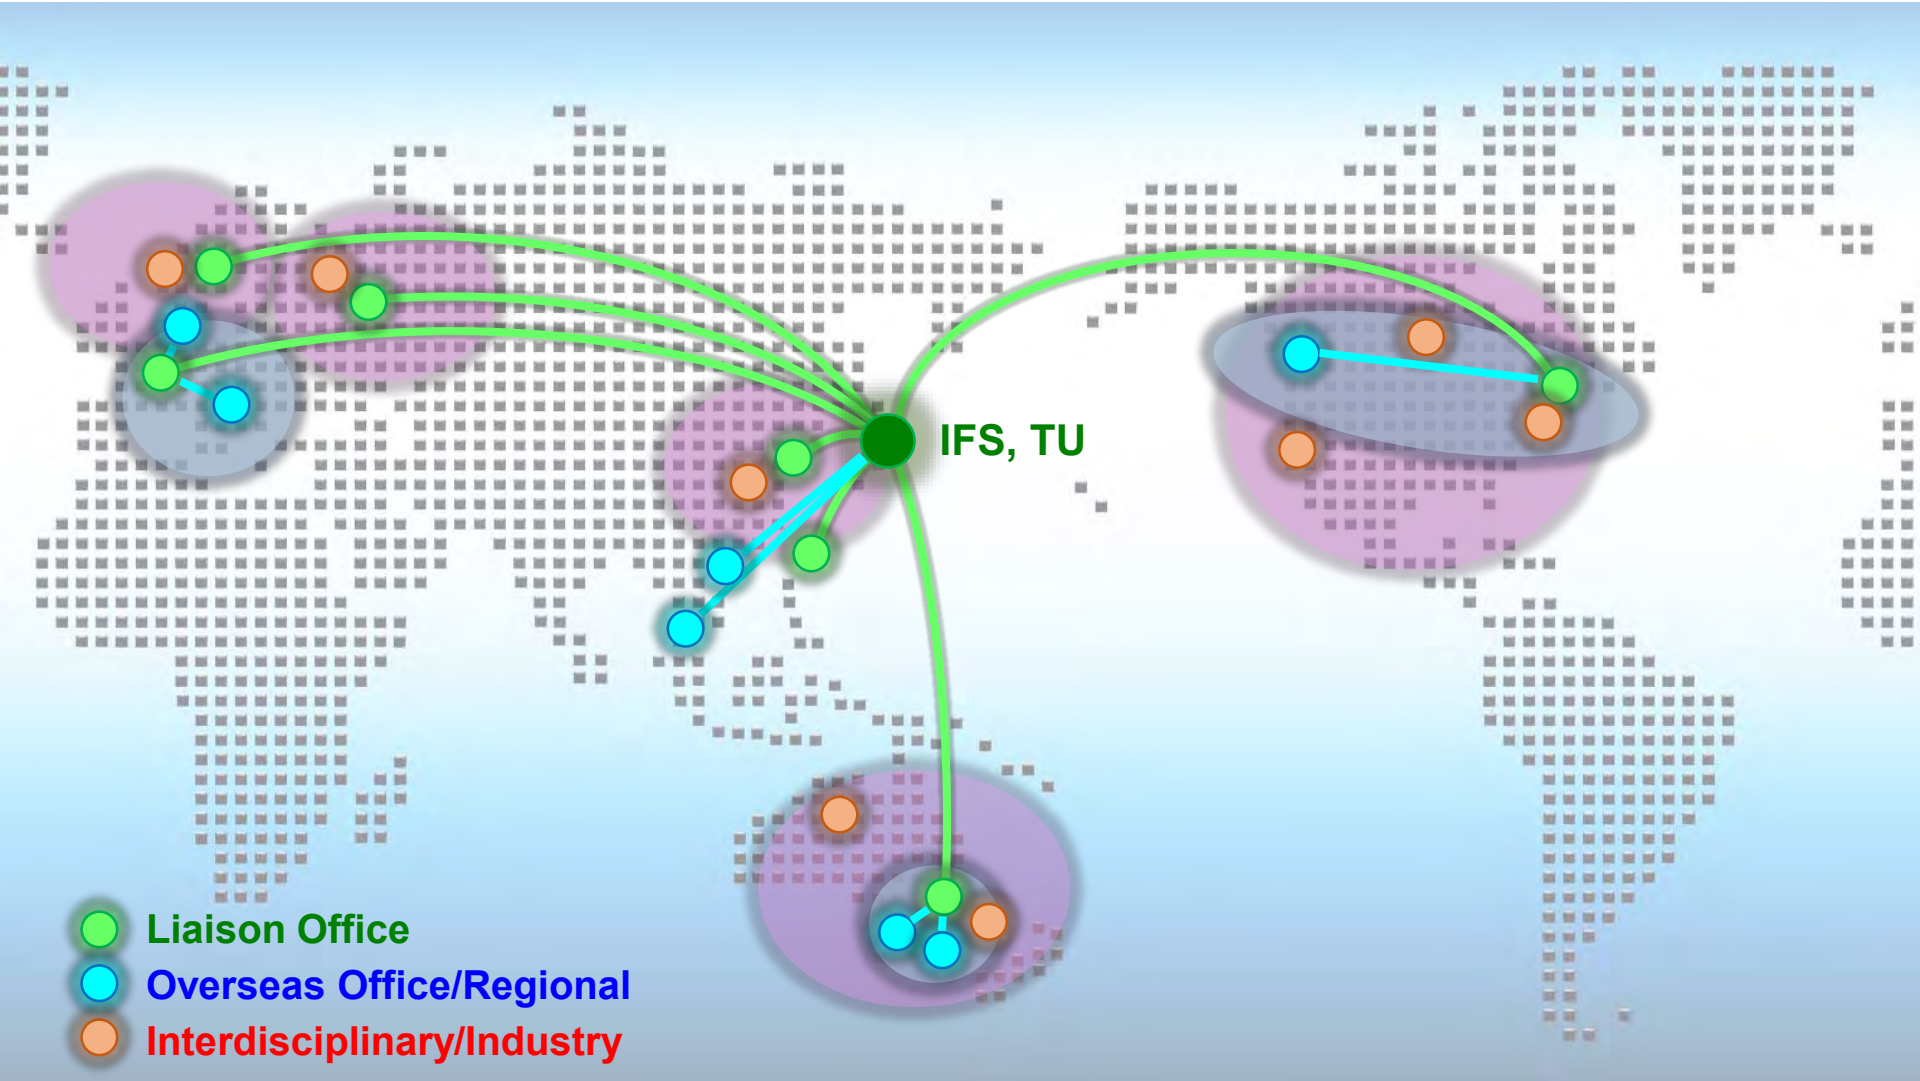 IFS, TU
Liaison Office
Overseas Office/Regional
Interdisciplinary/Industry